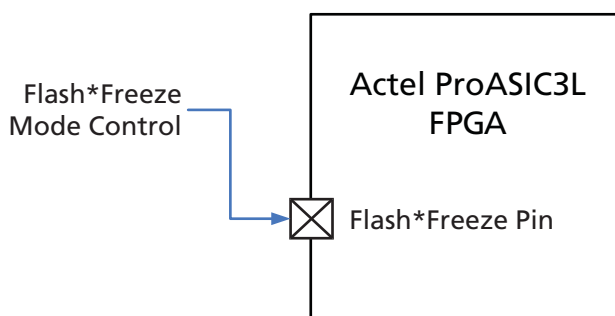 Flash*Freeze
Mode Control
Actel ProASIC3L
FPGA
Flash*Freeze Pin